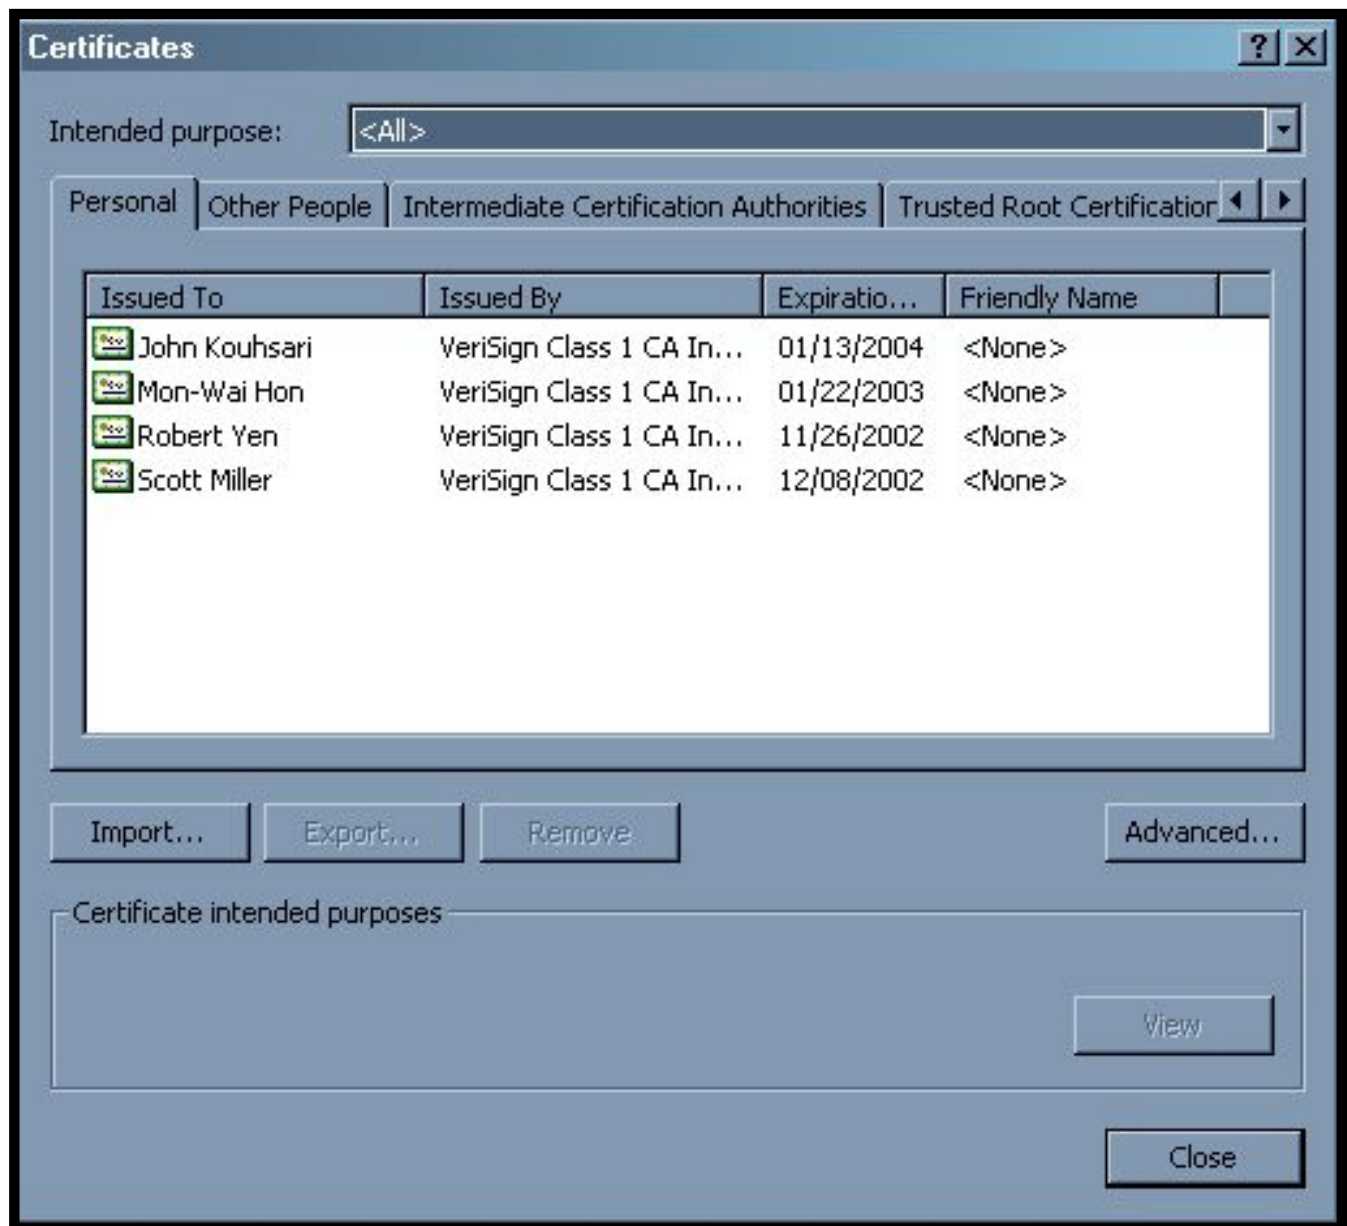 Certificates
Intended purpose: <All>
Personal Other People Intermediate Certification Authorities Trusted Root Certification
Issued To Issued By Expiratio... Friendly Name
John Kouhsari VeriSign Class 1 CA In... 01/13/2004 <None>
Mon-Wai Hon VeriSign Class 1 CA In... 01/22/2003 <None>
Robert Yen VeriSign Class 1 CA In... 11/26/2002 <None>
Scott Miller VeriSign Class 1 CA In... 12/08/2002 <None>
Import... Export... Remove Advanced...
Certificate intended purposes
View
Close